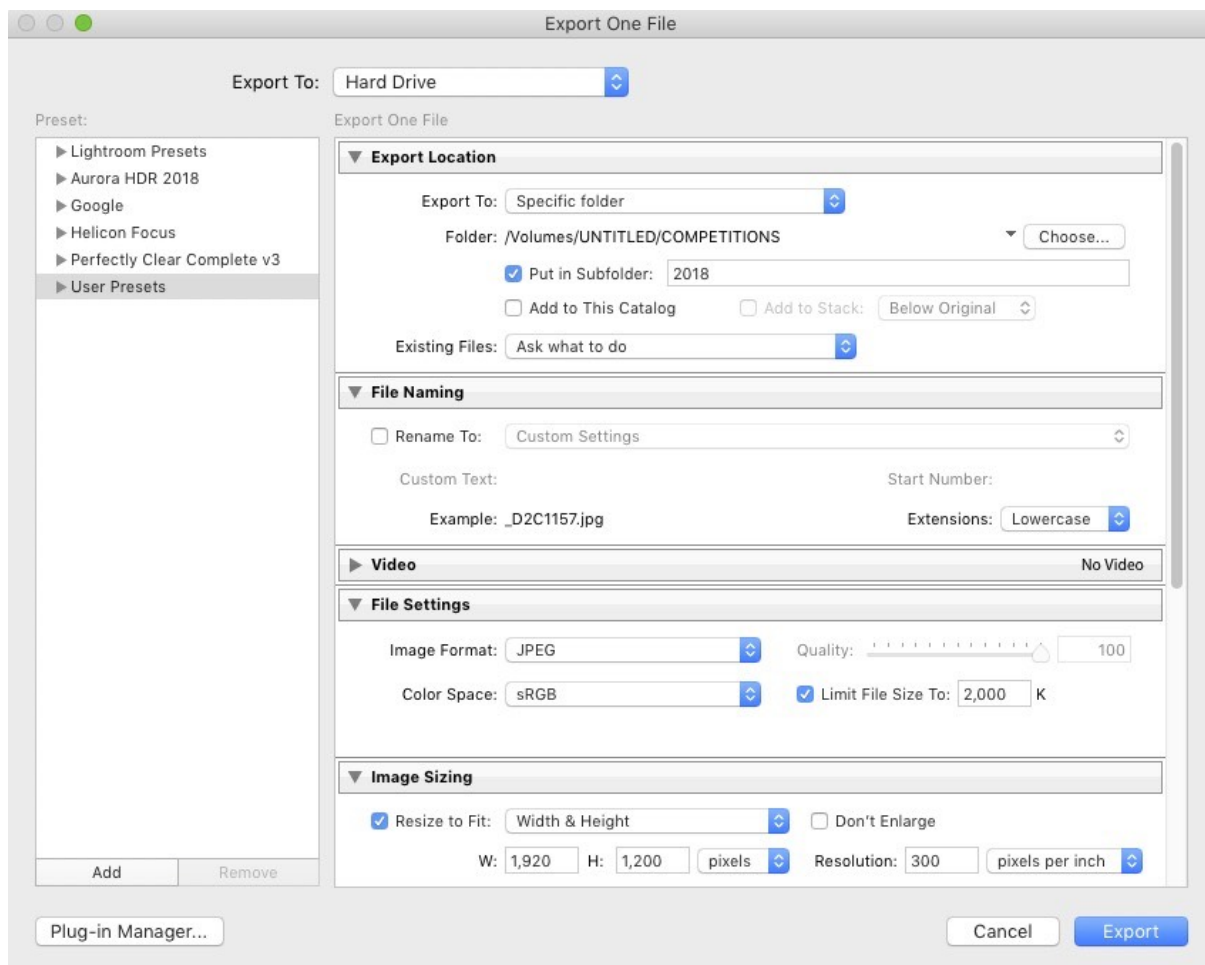 Export One File
Export To: Hard Drive
Preset:
Lightroom Presets
Aurora HDR 2018
Google
Helicon Focus
Perfectly Clear Complete v3
User Presets
Add Remove
Export One File
Export Location
Export To: Specific folder
Folder: /Volumes/UNTITLED/COMPETITIONS Choose...
Put in Subfolder: 2018
Add to This Catalog Add to Stack: Below Original
Existing Files: Ask what to do
File Naming
Rename To: Custom Settings
Custom Text: Start Number:
Example: _D2C1157.jpg Extensions: Lowercase
Video No Video
File Settings
Image Format: JPEG Quality: 100
Color Space: sRGB Limit File Size To: 2,000 K
Image Sizing
Resize to Fit: Width & Height Don't Enlarge
W: 1,920 H: 1,200 pixels Resolution: 300 pixels per inch
Plug-in Manager... Cancel Export